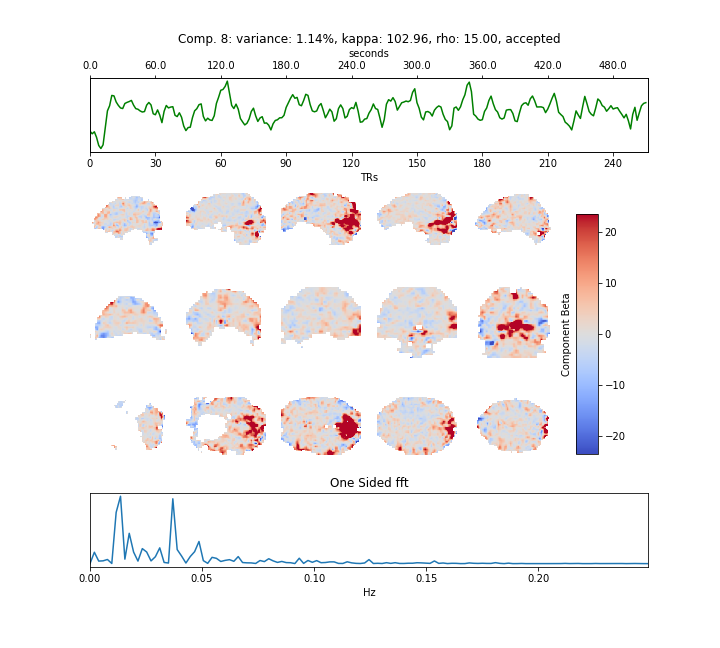 Comp. 8: variance: 1.14%, kappa: 102.96, rho: 15.00, accepted
seconds
0.0 60.0 120.0 180.0 240.0 300.0 360.0 420.0 480.0
0 30 60 90 120 150 180 210 240
TRs
20
10
0
−10
−20
Component Beta
One Sided fft
0.00 0.05 0.10 0.15 0.20
Hz